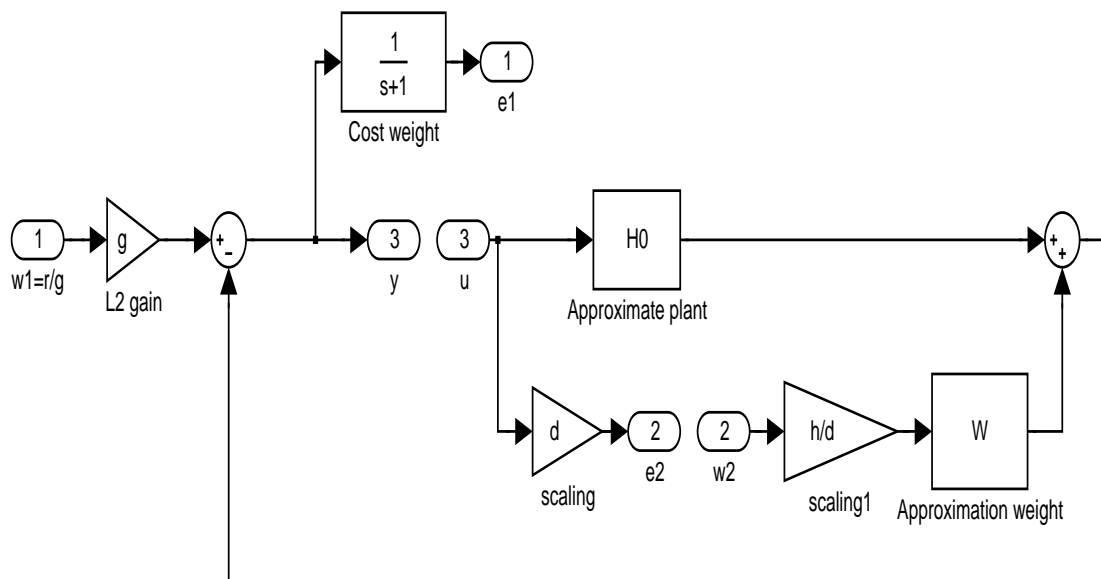 1
s+1
1
e1
Cost weight
1
w1=r/g
g
L2 gain
+
−
3
y
3
u
H0
Approximate plant
+
+
d
scaling
2
e2
2
w2
h/d
scaling1
W
Approximation weight